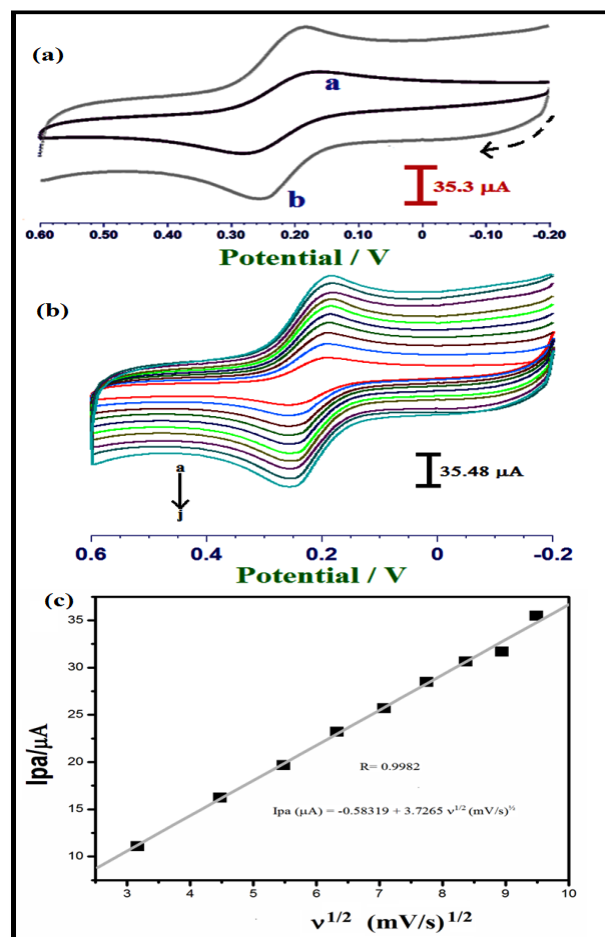 (a)
a
b
35.3 µA
0.60 0.50 0.40 0.30 0.20 0.10 0 -0.10 -0.20
Potential / V
(b)
35.48 µA
a
j
0.6 0.4 0.2 0 -0.2
Potential / V
(c)
35
30
25
20
15
10
Ipa/µA
R= 0.9982
Ipa (µA) = -0.58319 + 3.7265 ν^1/2 (mV/s)^½
3 4 5 6 7 8 9 10
ν^1/2 (mV/s)^1/2